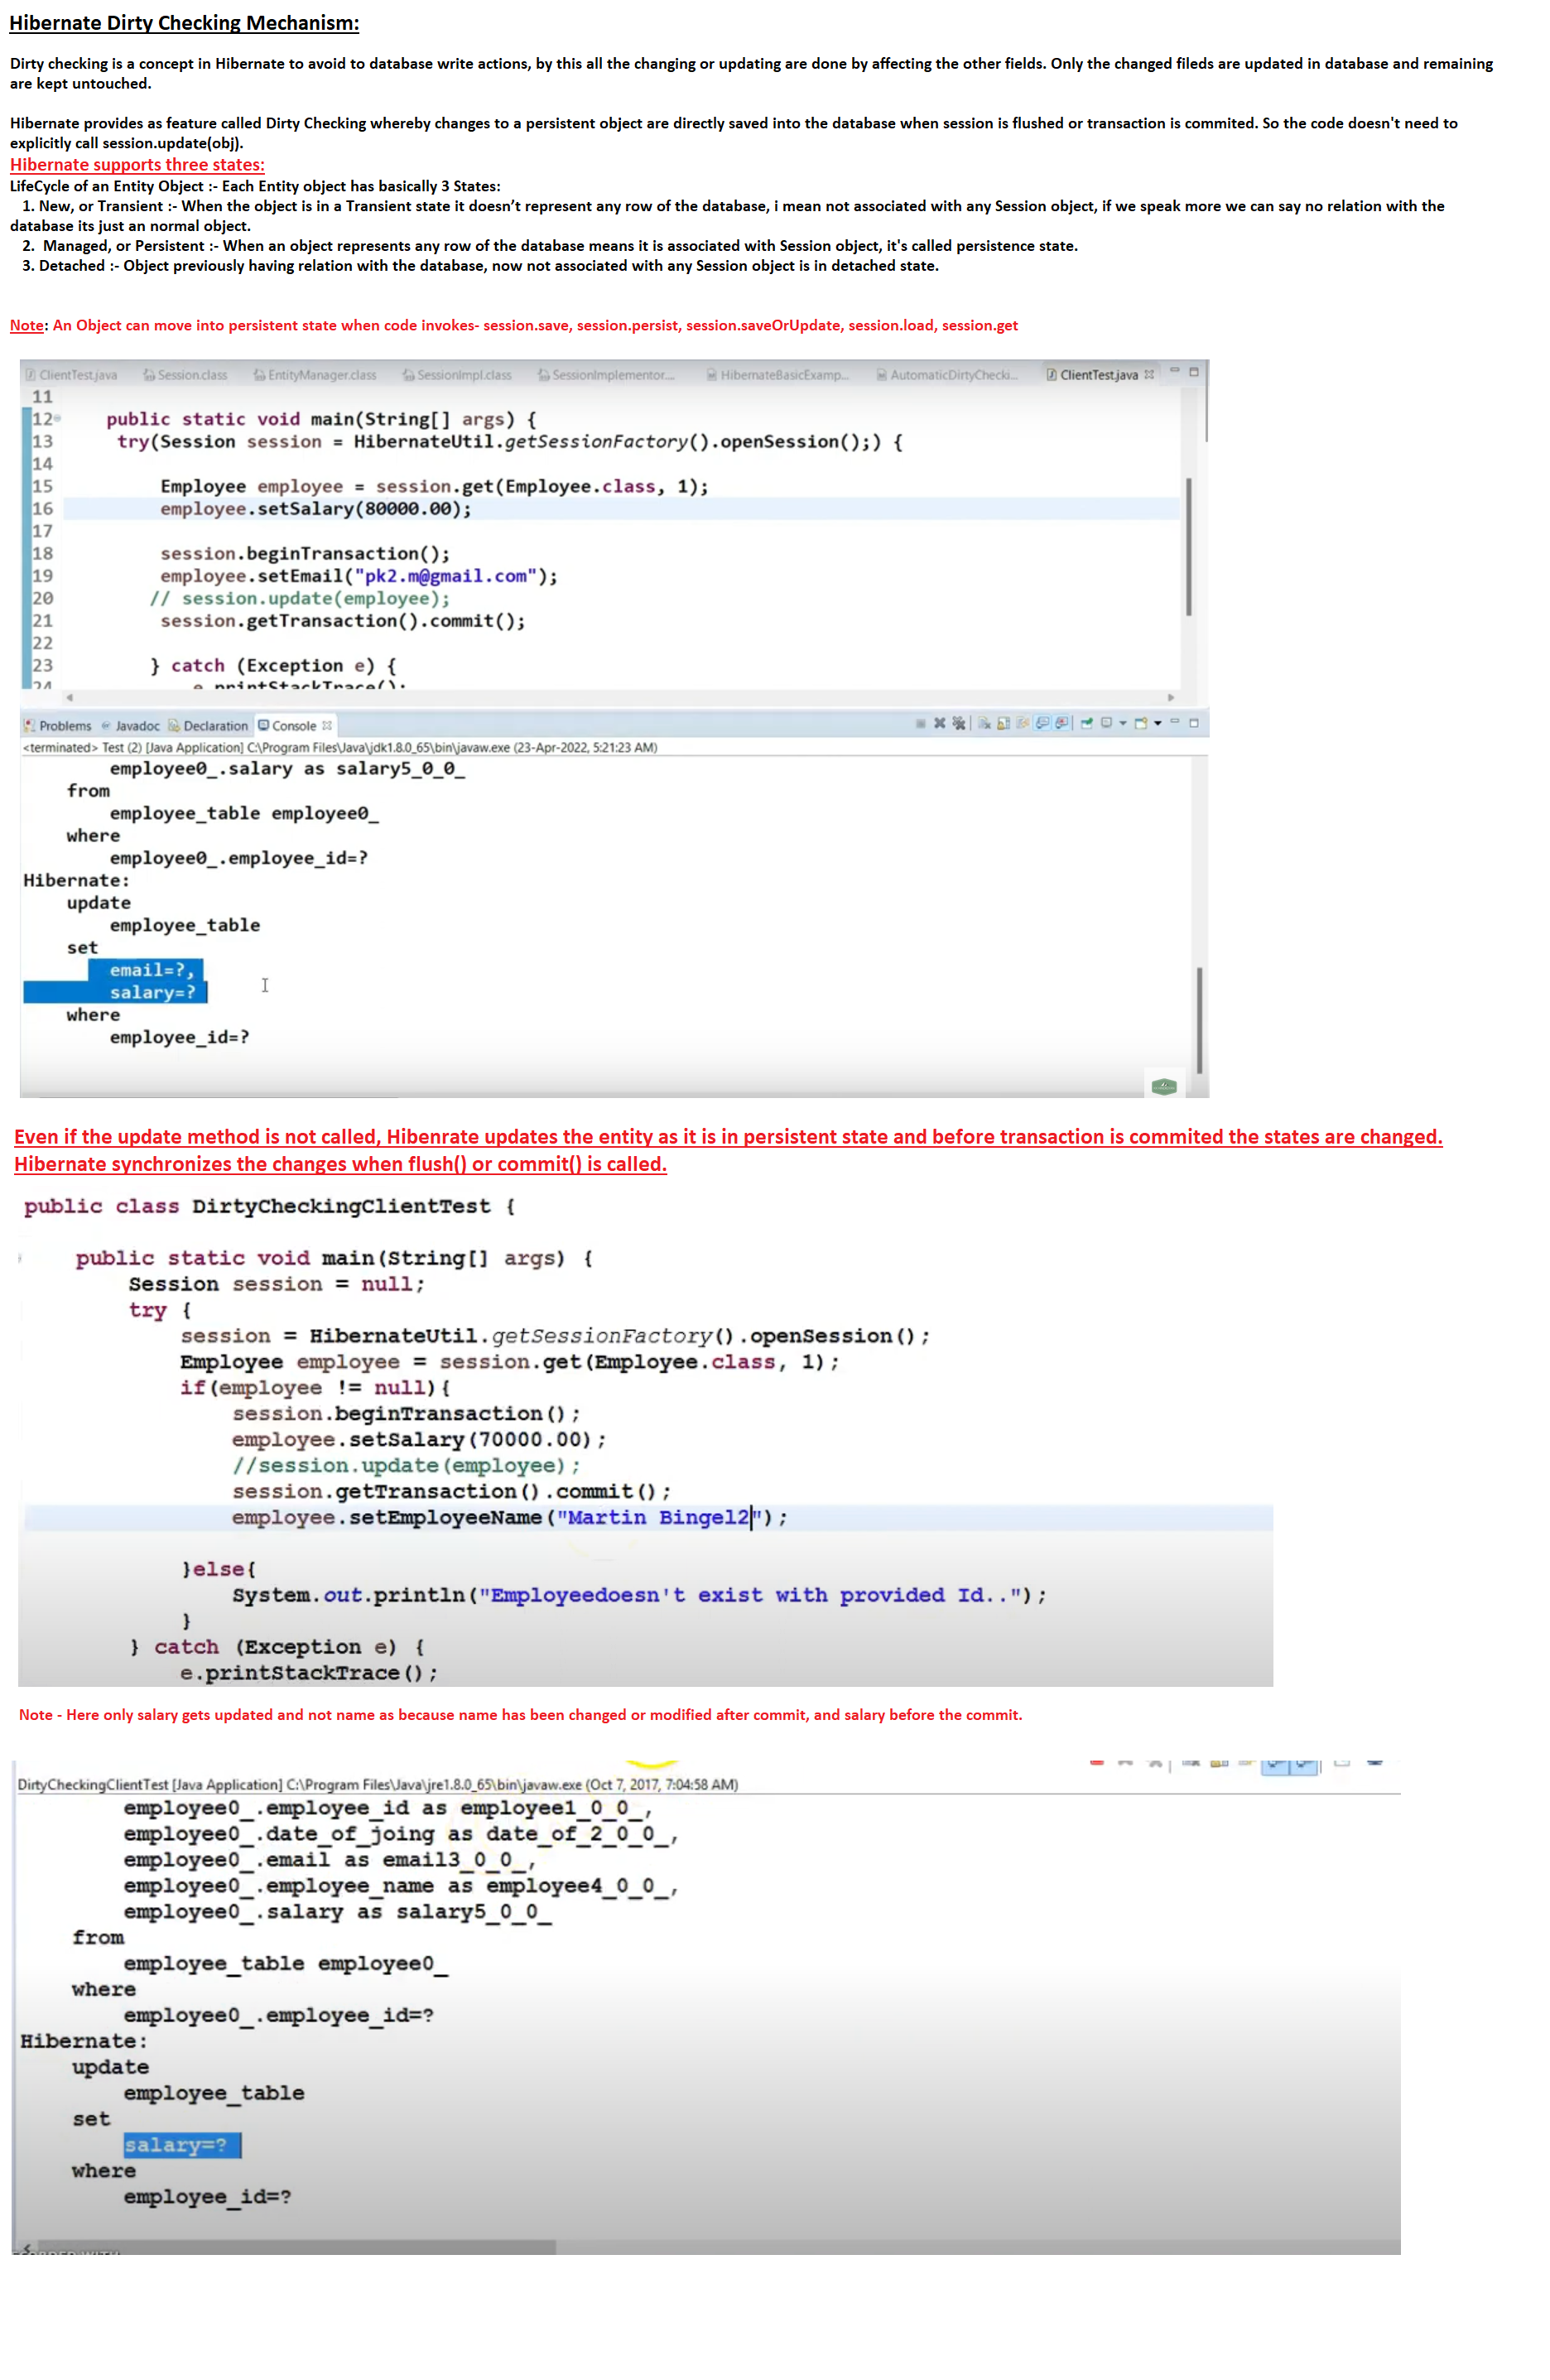 Hibernate Dirty Checking Mechanism:
Dirty checking is a concept in Hibernate to avoid to database write actions, by this all the changing or updating are done by affecting the other fields. Only the changed fileds are updated in database and remaining
are kept untouched.
Hibernate provides as feature called Dirty Checking whereby changes to a persistent object are directly saved into the database when session is flushed or transaction is commited. So the code doesn't need to
explicitly call session.update(obj).
Hibernate supports three states:
LifeCycle of an Entity Object :- Each Entity object has basically 3 States:
1. New, or Transient :- When the object is in a Transient state it doesn’t represent any row of the database, i mean not associated with any Session object, if we speak more we can say no relation with the
database its just an normal object.
2. Managed, or Persistent :- When an object represents any row of the database means it is associated with Session object, it's called persistence state.
3. Detached :- Object previously having relation with the database, now not associated with any Session object is in detached state.
Note: An Object can move into persistent state when code invokes- session.save, session.persist, session.saveOrUpdate, session.load, session.get
ClientTest.java Session.class EntityManager.class SessionImpl.class SessionImplementor... HibernateBasicExamp... AutomaticDirtyChecki... ClientTest.java
11
12 public static void main(String[] args) {
13 try(Session session = HibernateUtil.getSessionFactory().openSession();) {
14
15 Employee employee = session.get(Employee.class, 1);
16 employee.setSalary(80000.00);
17
18 session.beginTransaction();
19 employee.setEmail("pk2.m@gmail.com");
20 // session.update(employee);
21 session.getTransaction().commit();
22
23 } catch (Exception e) {
24 e.printStackTrace();
Problems Javadoc Declaration Console
<terminated> Test (2) [Java Application] C:\Program Files\Java\jdk1.8.0_65\bin\javaw.exe (23-Apr-2022, 5:21:23 AM)
employee0_.salary as salary5_0_0_
from
employee_table employee0_
where
employee0_.employee_id=?
Hibernate:
update
employee_table
set
email=?,
salary=?
where
employee_id=?
Even if the update method is not called, Hibenrate updates the entity as it is in persistent state and before transaction is commited the states are changed.
Hibernate synchronizes the changes when flush() or commit() is called.
public class DirtyCheckingClientTest {
public static void main(String[] args) {
Session session = null;
try {
session = HibernateUtil.getSessionFactory().openSession();
Employee employee = session.get(Employee.class, 1);
if(employee != null){
session.beginTransaction();
employee.setSalary(70000.00);
//session.update(employee);
session.getTransaction().commit();
employee.setEmployeeName("Martin Bingel2");
}else{
System.out.println("Employeedoesn't exist with provided Id..");
}
} catch (Exception e) {
e.printStackTrace();
Note - Here only salary gets updated and not name as because name has been changed or modified after commit, and salary before the commit.
DirtyCheckingClientTest [Java Application] C:\Program Files\Java\jre1.8.0_65\bin\javaw.exe (Oct 7, 2017, 7:04:58 AM)
employee0_.employee_id as employee1_0_0_,
employee0_.date_of_joing as date_of_2_0_0_,
employee0_.email as email3_0_0_,
employee0_.employee_name as employee4_0_0_,
employee0_.salary as salary5_0_0_
from
employee_table employee0_
where
employee0_.employee_id=?
Hibernate:
update
employee_table
set
salary=?
where
employee_id=?